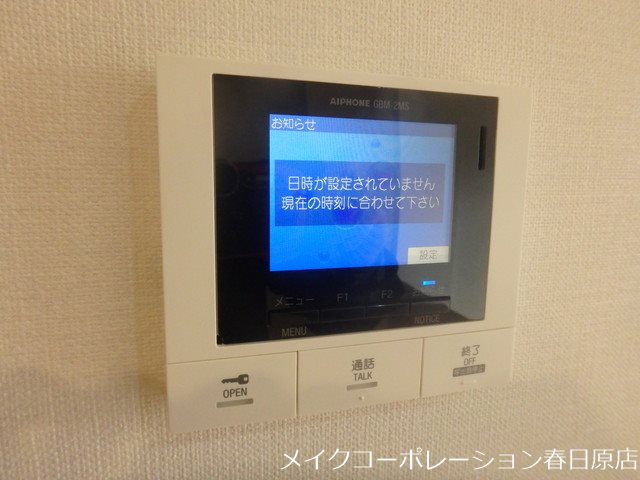 AIPHONE GBM-2MS
お知らせ
日時が設定されていません
現在の時刻に合わせて下さい
設定
メニュー F1 F2
MENU NOTICE
OPEN
通話
TALK
終了
OFF
メイクコーポレーション春日原店